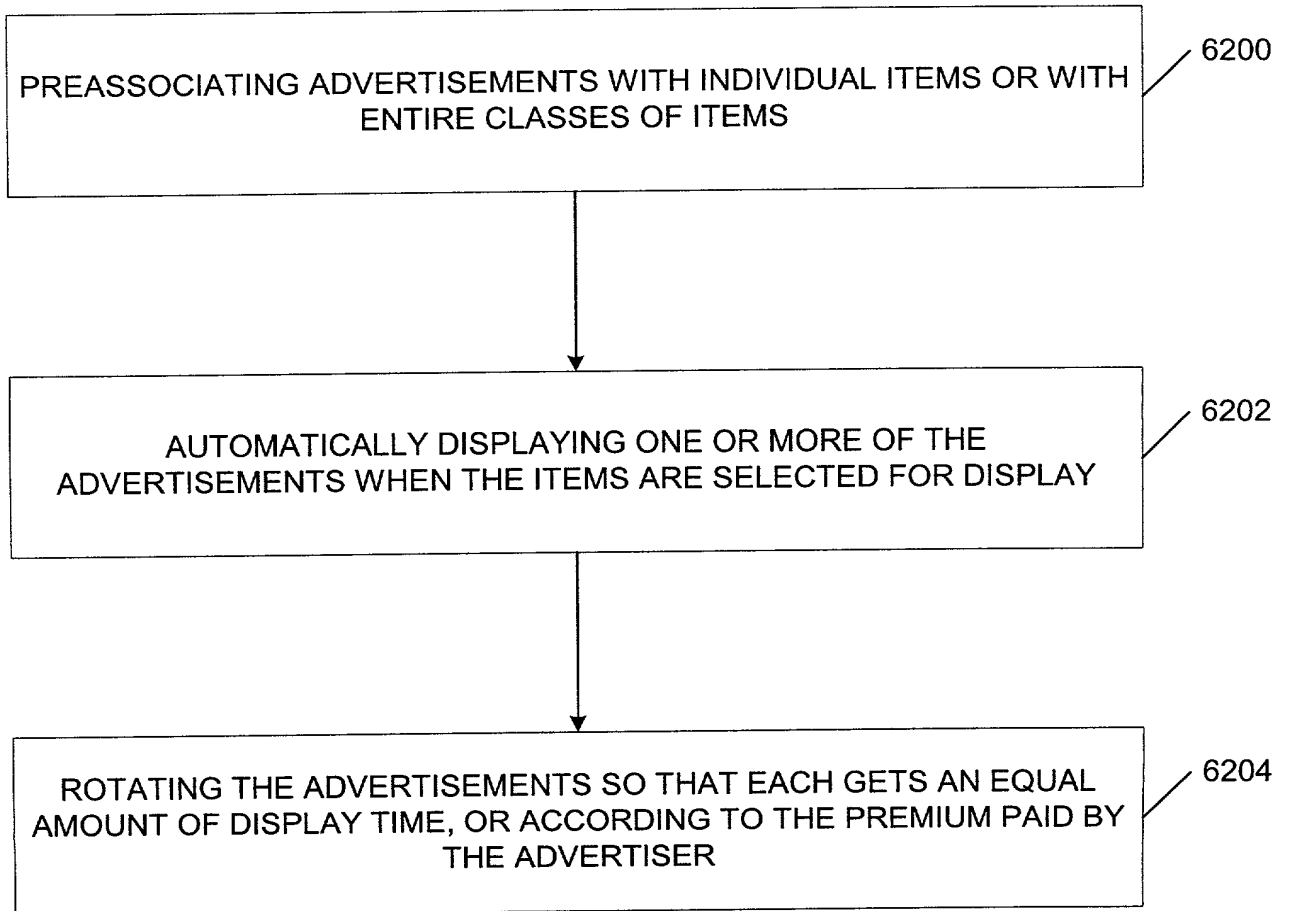 6200
PREASSOCIATING ADVERTISEMENTS WITH INDIVIDUAL ITEMS OR WITH
ENTIRE CLASSES OF ITEMS
6202
AUTOMATICALLY DISPLAYING ONE OR MORE OF THE
ADVERTISEMENTS WHEN THE ITEMS ARE SELECTED FOR DISPLAY
6204
ROTATING THE ADVERTISEMENTS SO THAT EACH GETS AN EQUAL
AMOUNT OF DISPLAY TIME, OR ACCORDING TO THE PREMIUM PAID BY
THE ADVERTISER